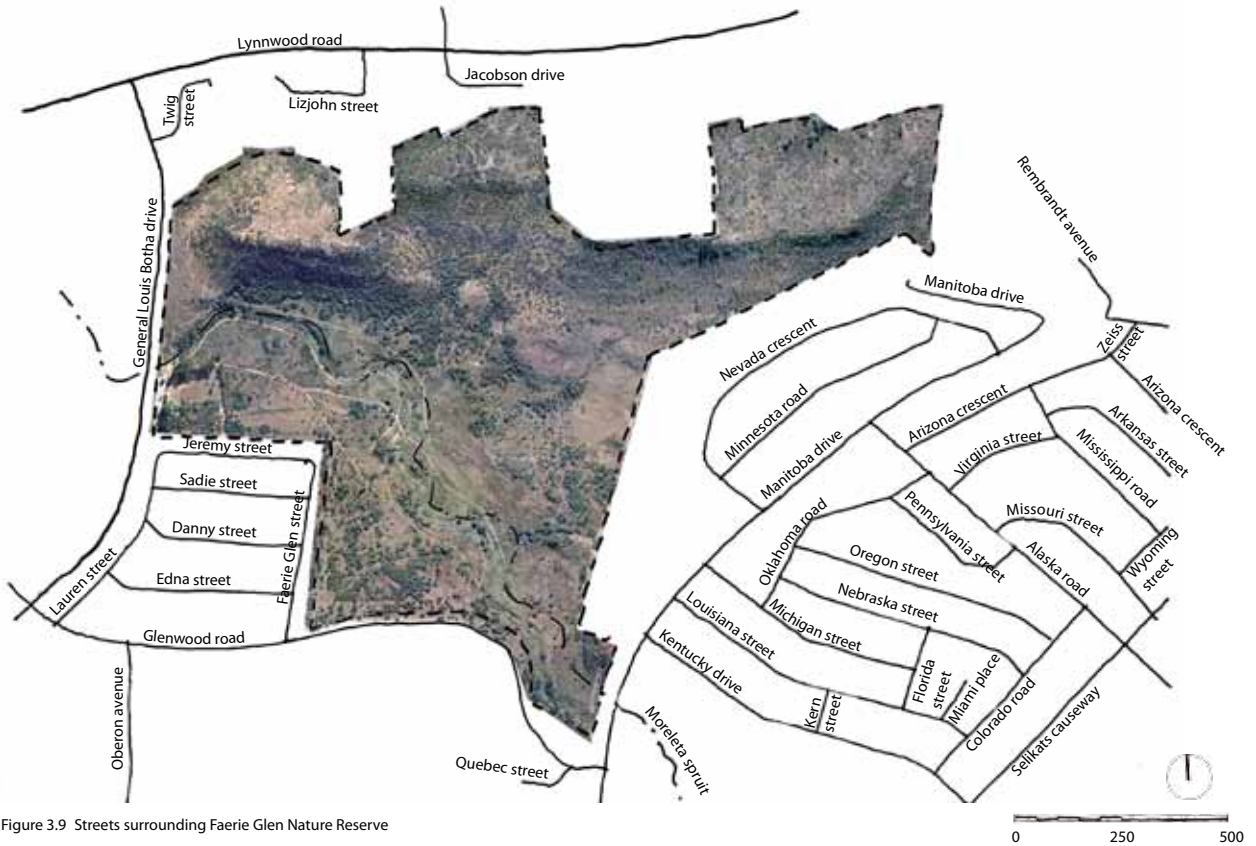 Lynnwood road
Jacobson drive
Twig
street
Lizjohn street
General Louis Botha drive
Rembrandt avenue
Manitoba drive
Zeiss
street
Nevada crescent
Arizona crescent
Minnesota road
Arizona crescent
Arkansas street
Virginia street
Mississippi road
Manitoba drive
Jeremy street
Sadie street
Danny street
Edna street
Faerie Glen street
Lauren street
Glenwood road
Oberon avenue
Oklahoma road
Pennsylvania street
Missouri street
Alaska road
Wyoming
street
Oregon street
Nebraska street
Michigan street
Louisiana street
Kentucky drive
Florida
street
Miami place
Kern
street
Colorado road
Selikats causeway
Moreleta spruit
Quebec street
Figure 3.9 Streets surrounding Faerie Glen Nature Reserve
0 250 500